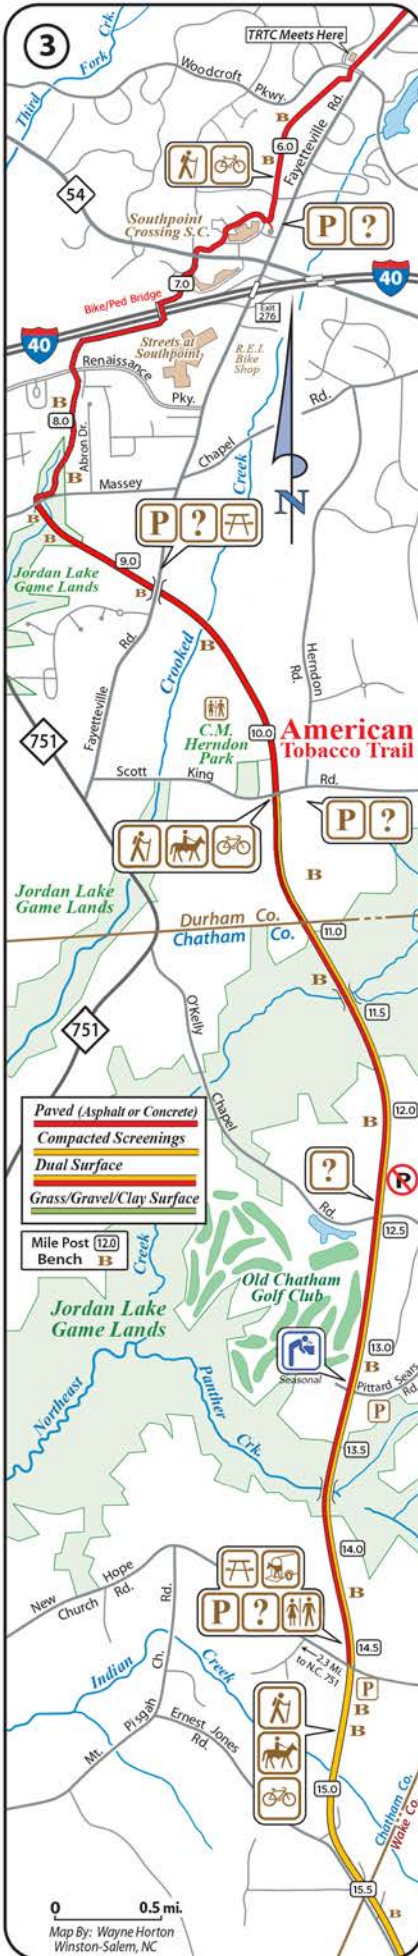 3
TRTC Meets Here
Third Fork Crk.
Woodcroft Pkwy.
Fayetteville Rd.
B
6.0
B
54
Southpoint
Crossing S.C.
P ?
7.0
40
Bike/Ped Bridge
Exit
276
40
Streets at
Southpoint
R.E.I.
Bike
Shop
Renaissance Pky.
B
8.0
Abron Dr.
B
Massey Chapel Rd.
Creek
N
B
B
P ?
9.0
Jordan Lake
Game Lands
B
B
Fayetteville Rd.
Crooked
Herndon Rd.
751
C.M.
Herndon
Park
10.0
American
Tobacco Trail
Scott King Rd.
P ?
B
Jordan Lake
Game Lands
Durham Co.
Chatham Co.
11.0
B
11.5
751
O'Kelly Chapel Rd.
12.0
B
Paved (Asphalt or Concrete)
Compacted Screenings
Dual Surface
Grass/Gravel/Clay Surface
?
P
12.5
Mile Post 12.0
Bench B
Creek
Old Chatham
Golf Club
Jordan Lake
Game Lands
13.0
B
Seasonal
Pittard Sears Rd
P
Northeast
Panther Crk.
13.5
14.0
New Hope Church Rd.
B
P ?
14.5
2.3 MI.
to N.C. 751
P
B
B
Indian Creek
Mt. Pisgah Ch. Rd.
Ernest Jones Rd.
15.0
Chatham Co.
Wake Co.
15.5
B
0 0.5 mi.
Map By: Wayne Horton
Winston-Salem, NC